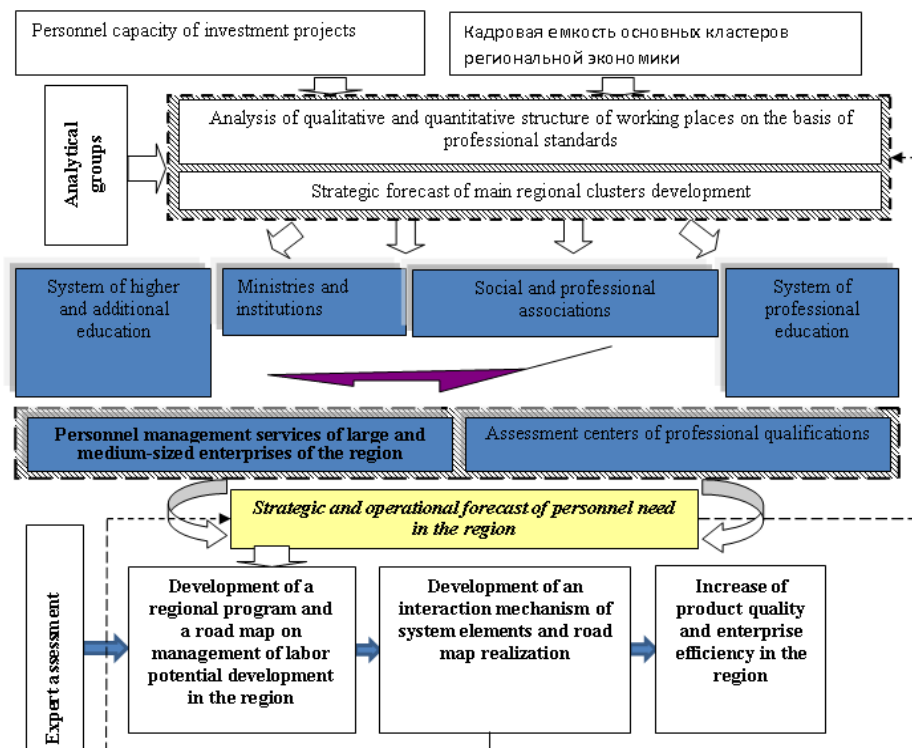 Personnel capacity of investment projects
Кадровая емкость основных кластеров
региональной экономики
Analytical
groups
Analysis of qualitative and quantitative structure of working places on the basis of
professional standards
Strategic forecast of main regional clusters development
System of higher
and additional
education
Ministries and
institutions
Social and professional
associations
System of
professional
education
Personnel management services of large and
medium-sized enterprises of the region
Assessment centers of professional qualifications
Strategic and operational forecast of personnel need
in the region
Expert assessment
Development of a
regional program and
a road map on
management of labor
potential development
in the region
Development of an
interaction mechanism of
system elements and road
map realization
Increase of
product quality
and enterprise
efficiency in the
region